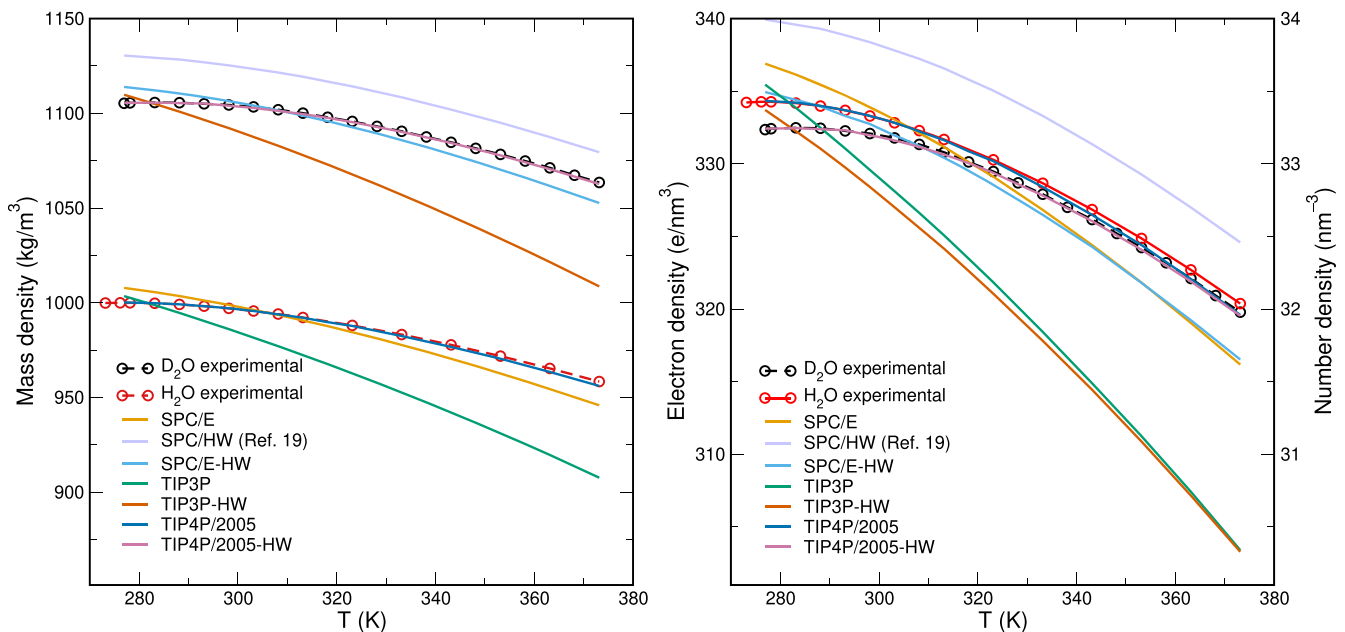 1150
1100
1050
1000
950
900
Mass density (kg/m³)
D₂O experimental
H₂O experimental
SPC/E
SPC/HW (Ref. 19)
SPC/E-HW
TIP3P
TIP3P-HW
TIP4P/2005
TIP4P/2005-HW
280 300 320 340 360 380
T (K)
340
330
320
310
Electron density (e/nm³)
D₂O experimental
H₂O experimental
SPC/E
SPC/HW (Ref. 19)
SPC/E-HW
TIP3P
TIP3P-HW
TIP4P/2005
TIP4P/2005-HW
280 300 320 340 360 380
T (K)
34
33
32
31
Number density (nm⁻³)